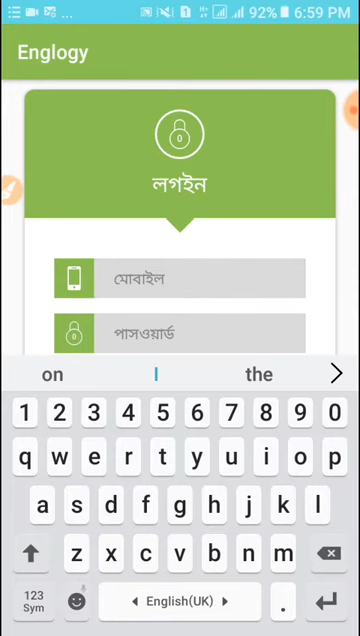 92% 6:59 PM
Englogy
লগইন
মোবাইল
পাসওয়ার্ড
on I the
1 2 3 4 5 6 7 8 9 0
q w e r t y u i o p
a s d f g h j k l
z x c v b n m
123
Sym
English(UK)
.